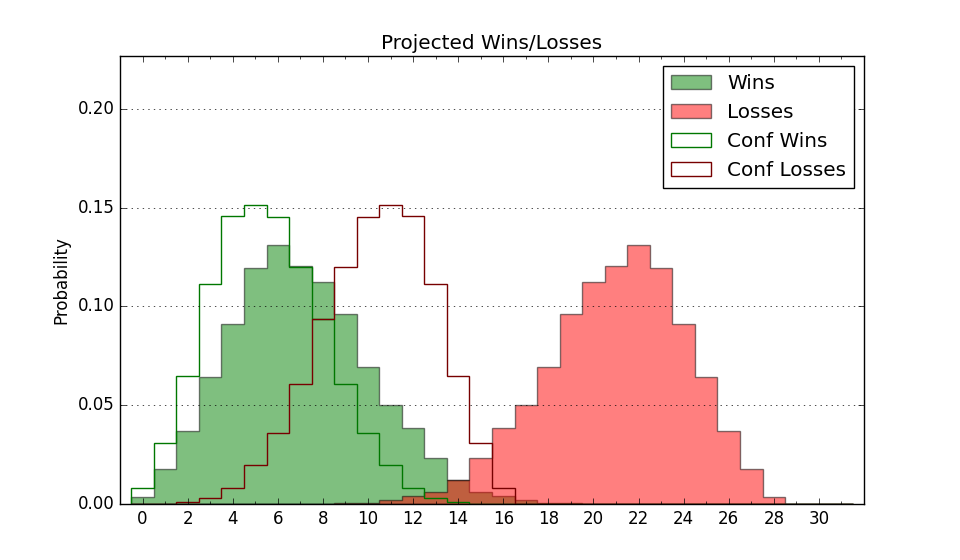 Projected Wins/Losses
Wins
Losses
Conf Wins
Conf Losses
Probability
0.20
0.15
0.10
0.05
0.00
0 2 4 6 8 10 12 14 16 18 20 22 24 26 28 30